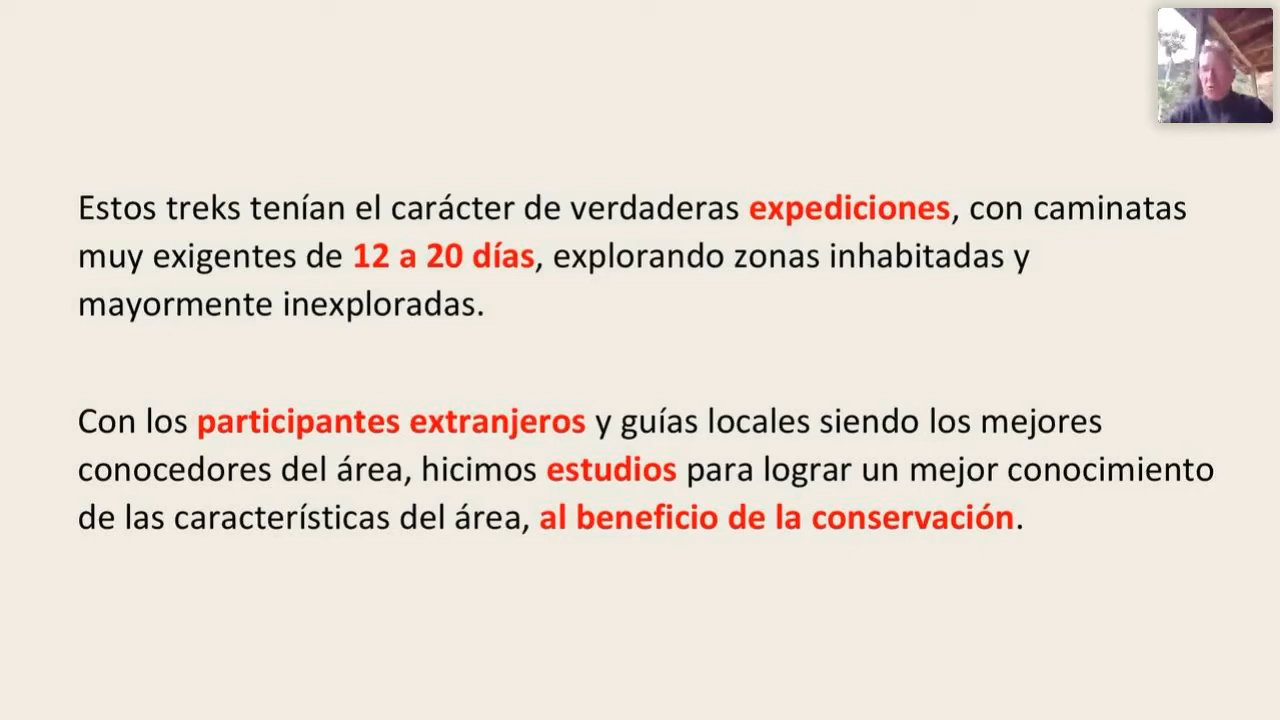 Estos treks tenían el carácter de verdaderas expediciones, con caminatas
muy exigentes de 12 a 20 días, explorando zonas inhabitadas y
mayormente inexploradas.
Con los participantes extranjeros y guías locales siendo los mejores
conocedores del área, hicimos estudios para lograr un mejor conocimiento
de las características del área, al beneficio de la conservación.